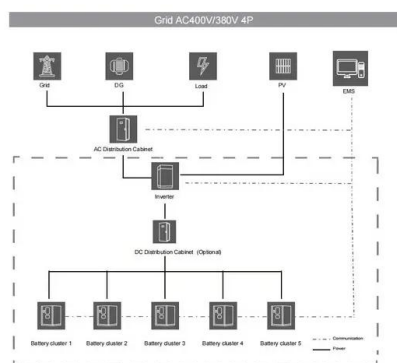 Grid AC400V/380V 4P
Grid
DG
Load
PV
EMS
AC Distribution Cabinet
Inverter
DC Distribution Cabinet (Optional)
Battery cluster 1
Battery cluster 2
Battery cluster 3
Battery cluster 4
Battery cluster 5
Communication
Power